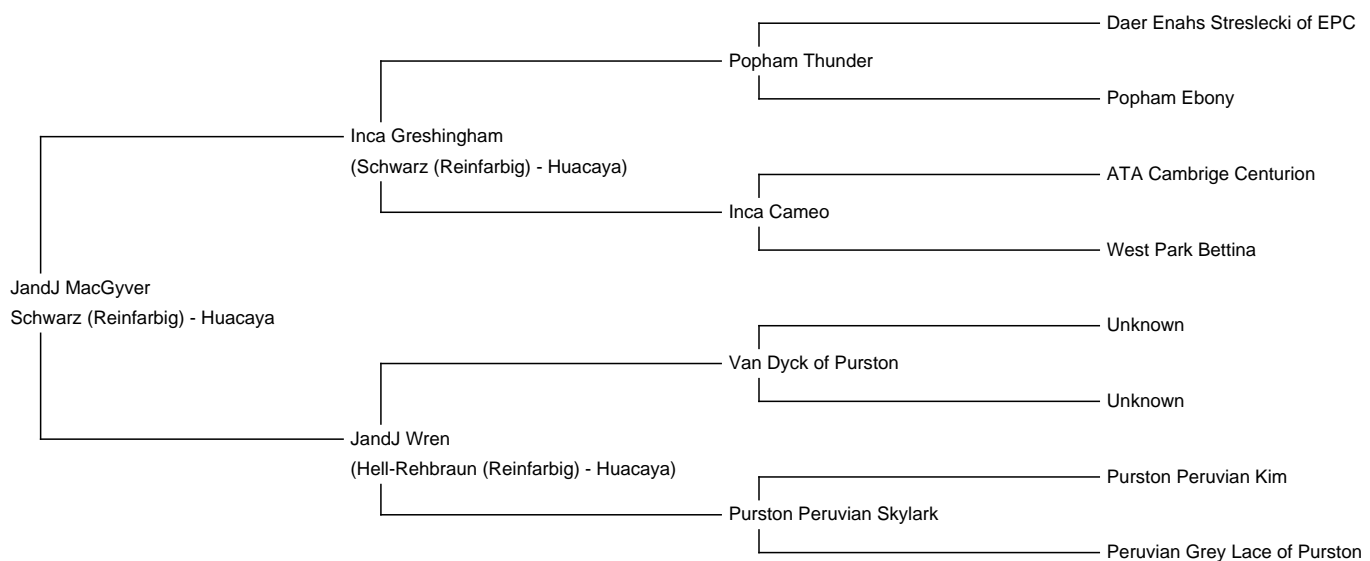 Daer Enahs Streslecki of EPC
Popham Thunder
Popham Ebony
Inca Greshingham
(Schwarz (Reinfarbig) - Huacaya)
ATA Cambrige Centurion
Inca Cameo
West Park Bettina
JandJ MacGyver
Schwarz (Reinfarbig) - Huacaya
Unknown
Van Dyck of Purston
Unknown
JandJ Wren
(Hell-Rehbraun (Reinfarbig) - Huacaya)
Purston Peruvian Kim
Purston Peruvian Skylark
Peruvian Grey Lace of Purston